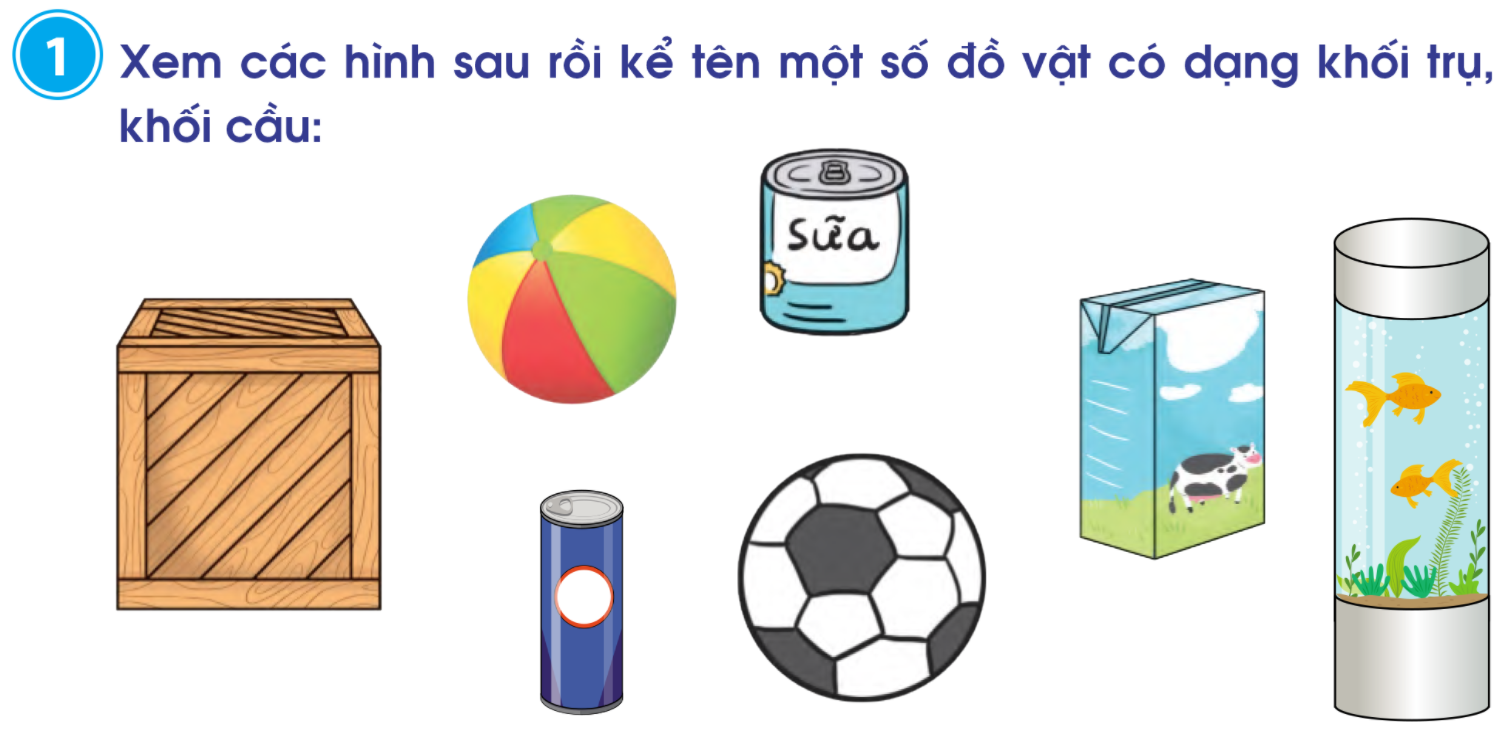 1 Xem các hình sau rồi kể tên một số đồ vật có dạng khối trụ,
khối cầu:
Sữa